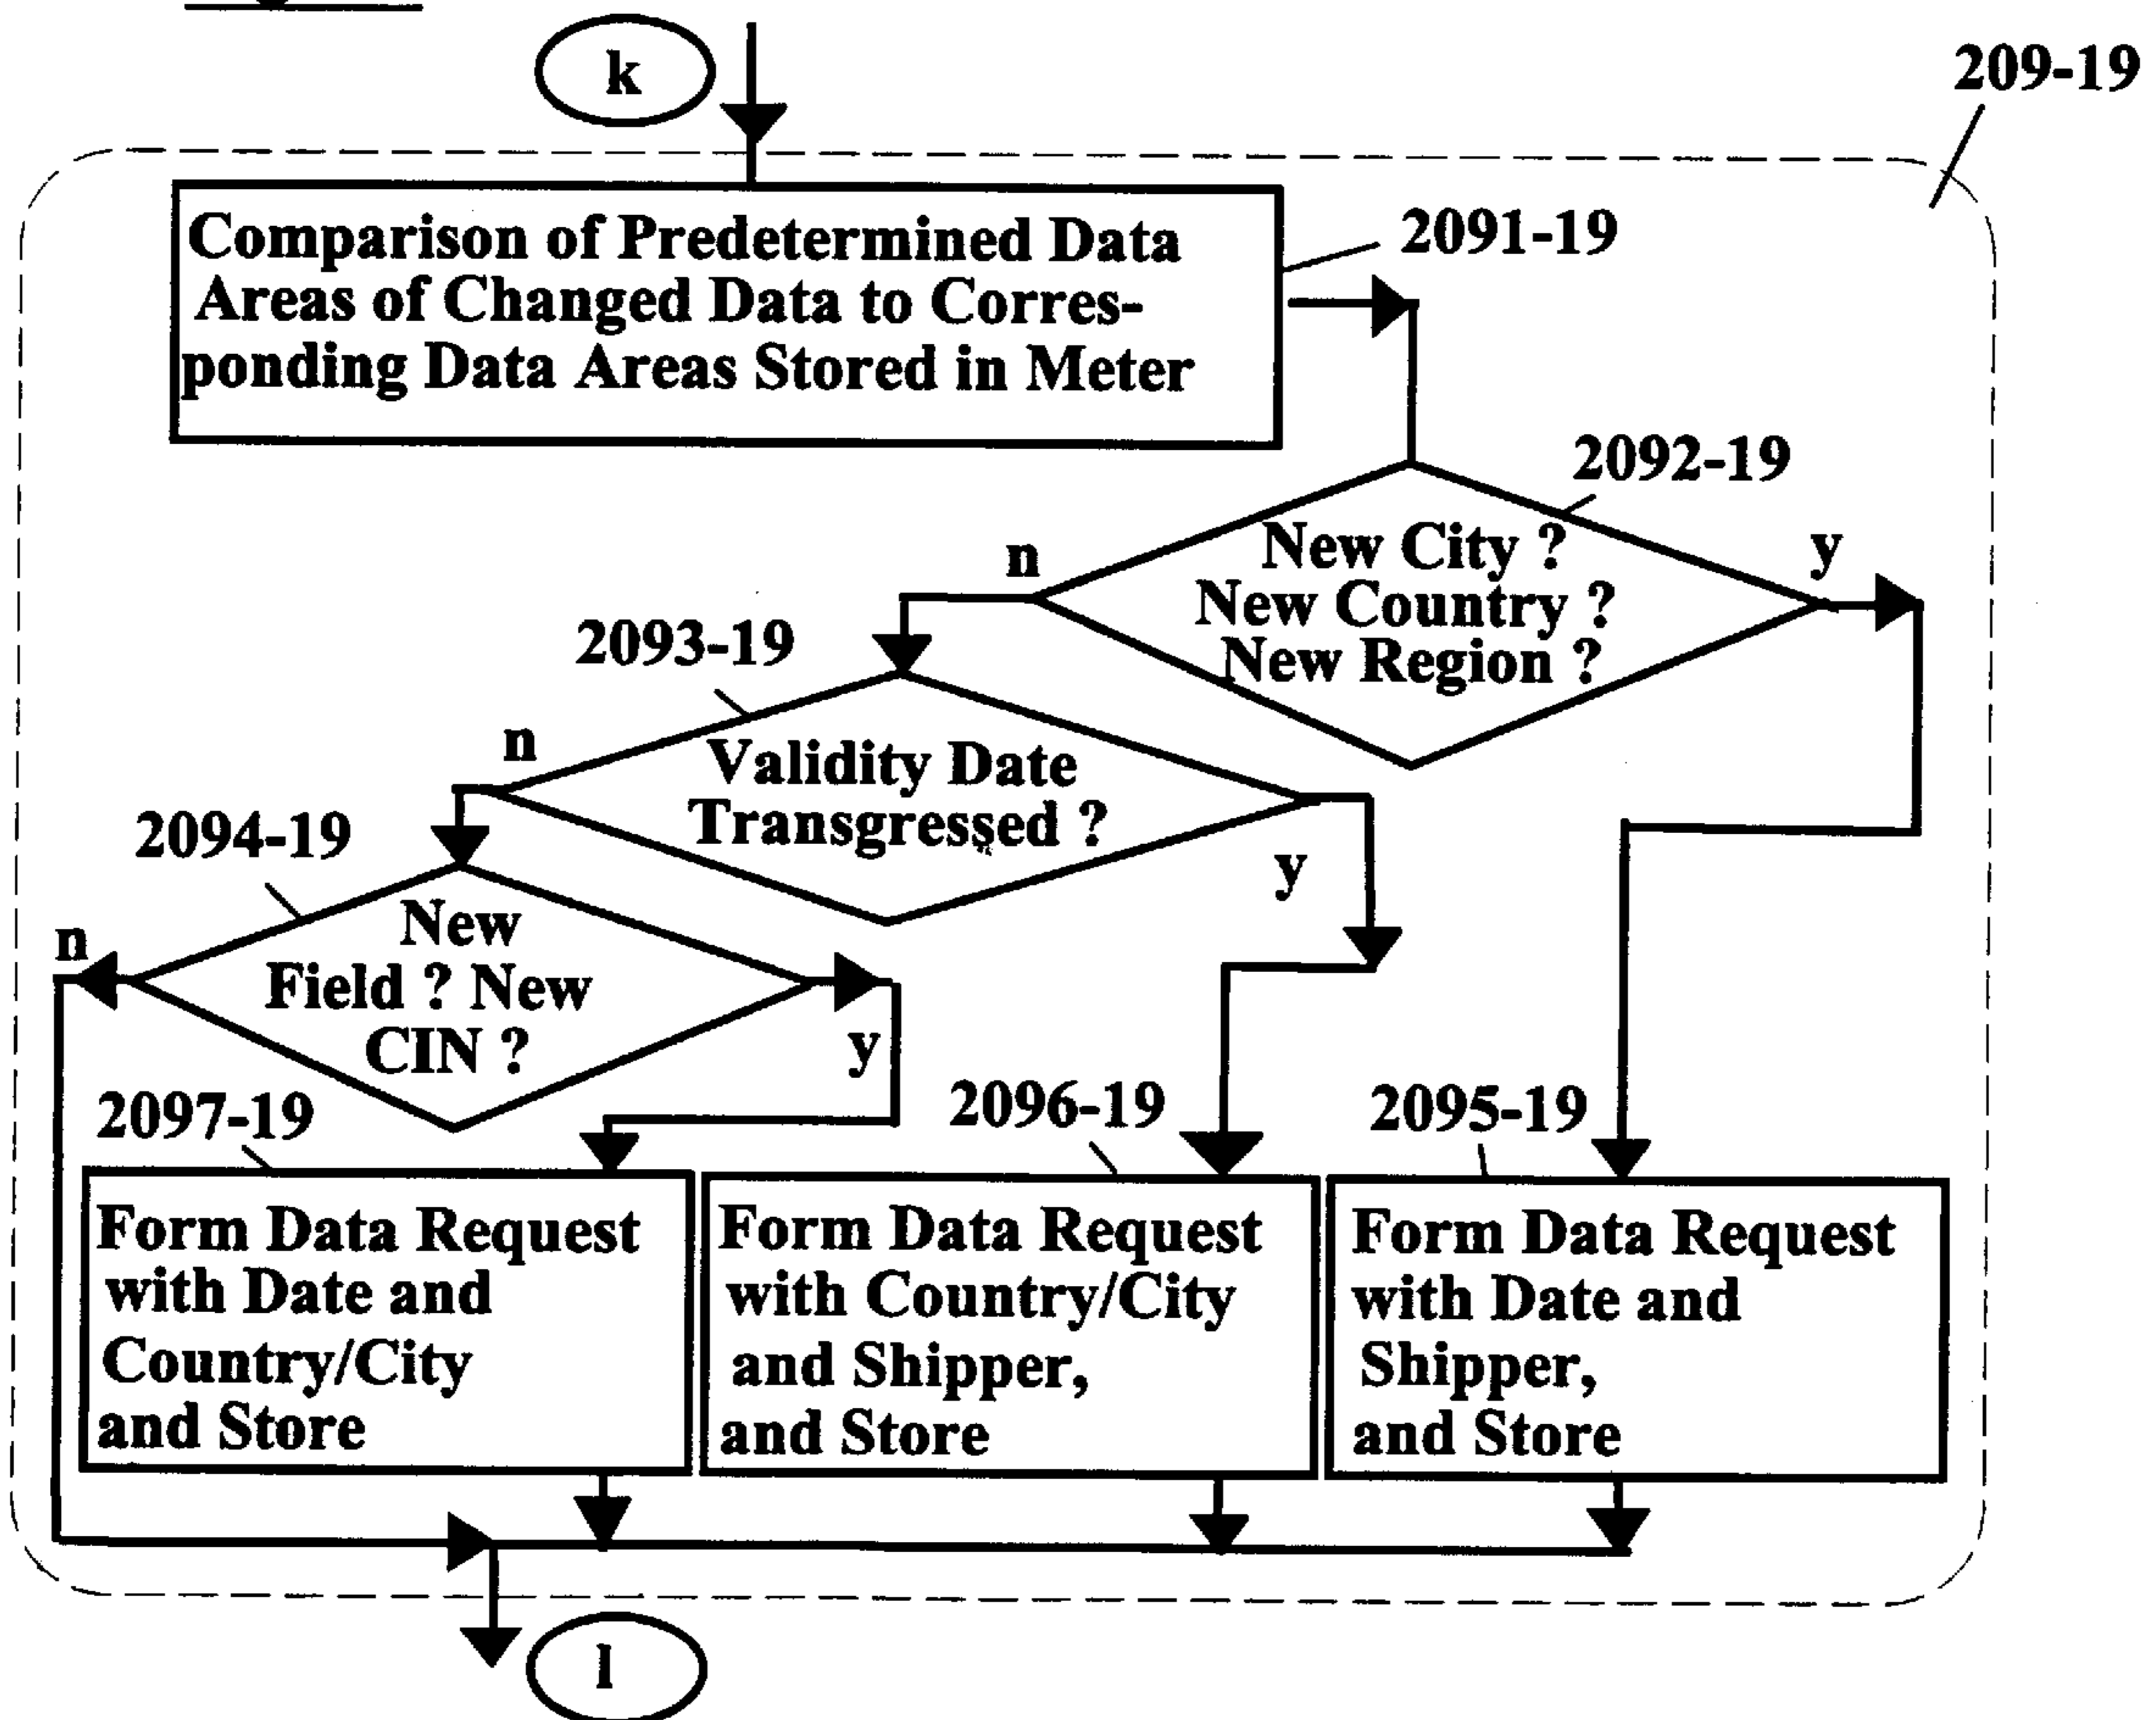 k
209-19
Comparison of Predetermined Data
Areas of Changed Data to Corres-
ponding Data Areas Stored in Meter
2091-19
2092-19
New City ?
New Country ?
New Region ?
n
y
2093-19
Validity Date
Transgressed ?
n
y
2094-19
New
Field ? New
CIN ?
n
y
2097-19
2096-19
2095-19
Form Data Request
with Date and
Country/City
and Store
Form Data Request
with Country/City
and Shipper,
and Store
Form Data Request
with Date and
Shipper,
and Store
l